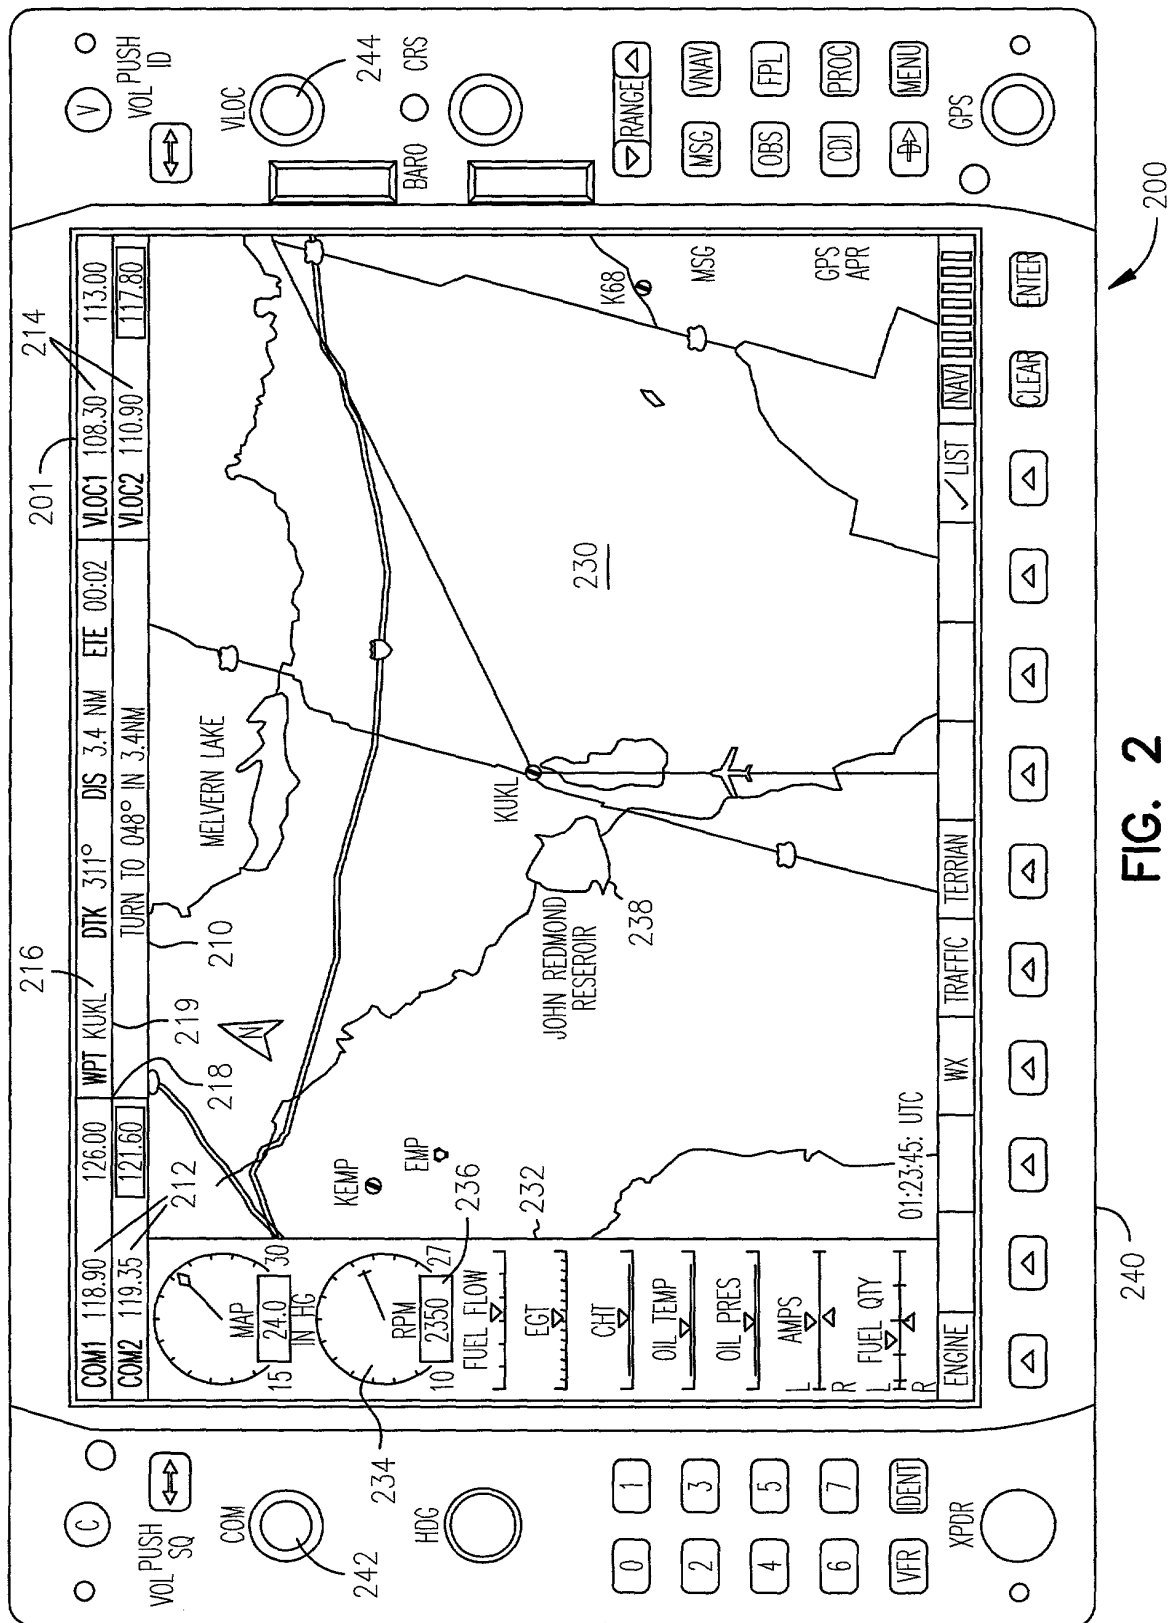 200
201
214
216
219
210
218
212
C
VOL PUSH
SQ
COM
242
HDG
234
0
1
2
3
4
5
6
7
VFR
IDENT
XPDR
COM1 118.90 126.00
COM2 119.35 121.60
WPT KUKL DTK 311° DIS 3.4 NM ETE 00:02
TURN TO 048° IN 3.4NM
VLOC1 108.30 113.00
VLOC2 110.90 117.80
MAP
24.0
15 30
IN HG
RPM
2350
10 27
236
FUEL FLOW
EGT
232
CHT
OIL TEMP
OIL PRES
L
AMPS
R
L
FUEL QTY
R
N
MELVERN LAKE
KEMP
EMP
KUKL
JOHN REDMOND
RESEROIR
238
230
K68
MSG
GPS
APR
01:23:45: UTC
ENGINE
WX
TRAFFIC
TERRIAN
LIST
NAV
CLEAR
ENTER
240
V
VOL PUSH
ID
VLOC
244
BARO
CRS
RANGE
MSG
VNAV
OBS
FPL
CDI
PROC
D
MENU
GPS
FIG. 2